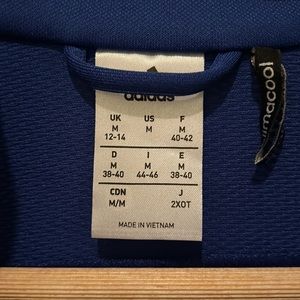 adidas
UK US F
M M M
12-14 40-42
D I E
M M M
38-40 44-46 38-40
CDN J
M/M 2XOT
MADE IN VIETNAM
climacool